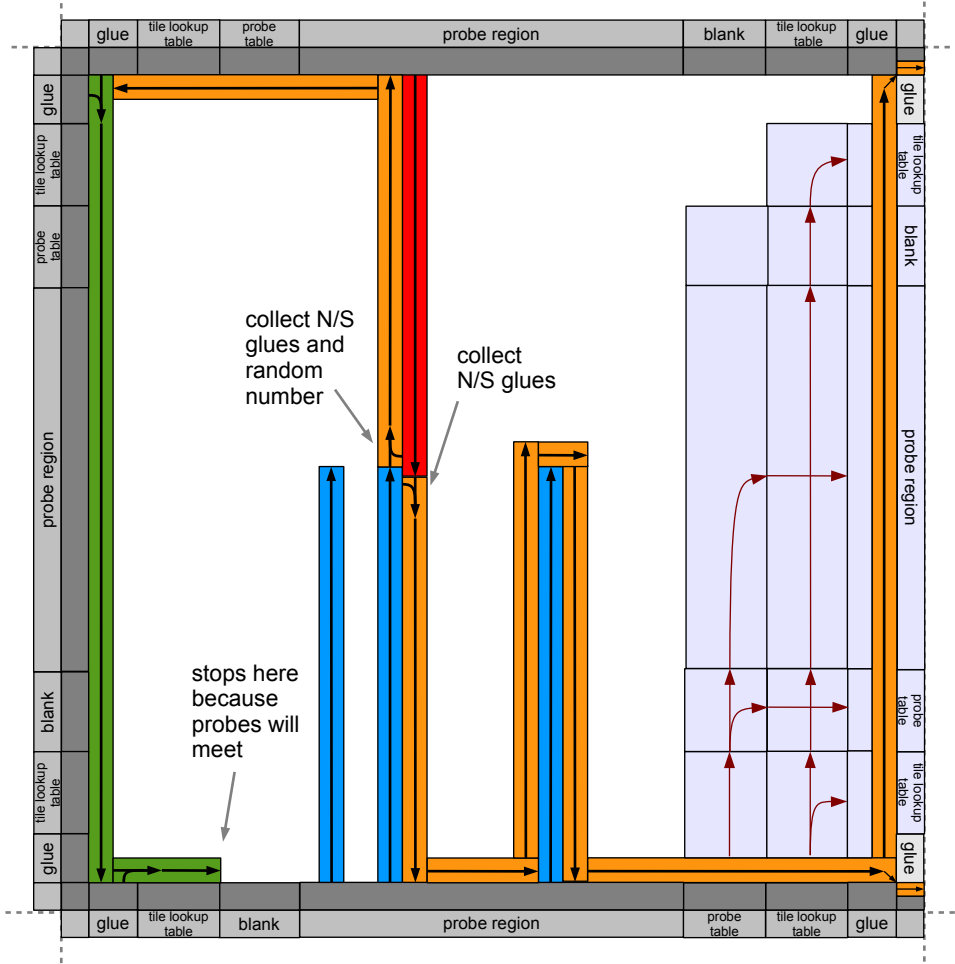 glue
tile lookup
table
probe
table
probe region
blank
tile lookup
table
glue
glue
tile lookup
table
probe
table
probe region
blank
tile lookup
table
glue
collect N/S
glues and
random
number
collect
N/S glues
stops here
because
probes will
meet
glue
tile lookup
table
blank
probe region
probe
table
tile lookup
table
glue
glue
tile lookup
table
blank
probe region
probe
table
tile lookup
table
glue